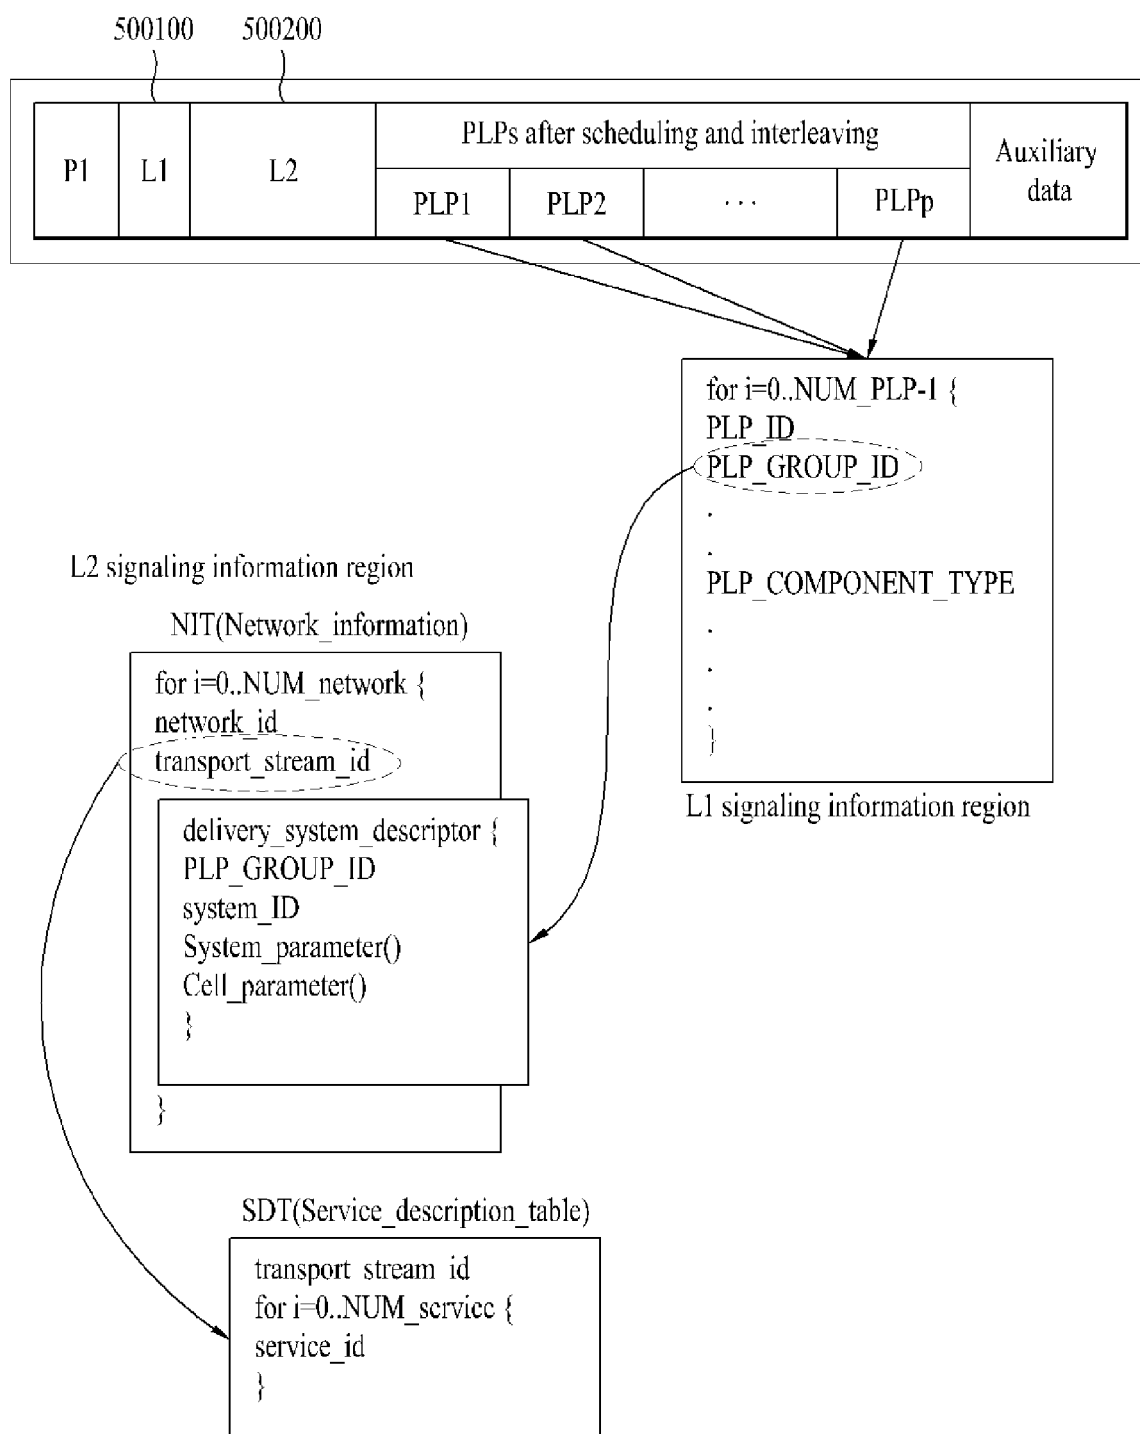 500100 500200
P1 L1 L2 PLPs after scheduling and interleaving Auxiliary data
PLP1 PLP2 ... PLPp
for i=0..NUM_PLP-1 {
PLP_ID
PLP_GROUP_ID
.
.
PLP_COMPONENT_TYPE
.
.
.
}
L1 signaling information region
L2 signaling information region
NIT(Network_information)
for i=0..NUM_network {
network_id
transport_stream_id
delivery_system_descriptor {
PLP_GROUP_ID
system_ID
System_parameter()
Cell_parameter()
}
}
SDT(Service_description_table)
transport_stream_id
for i=0..NUM_service {
service_id
}